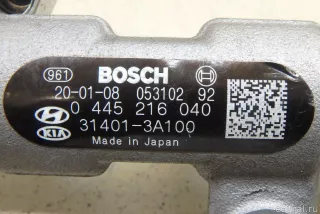 961 BOSCH
20-01-08 053102 92
0 445 216 040
KIA 31401-3A100
Made in Japan